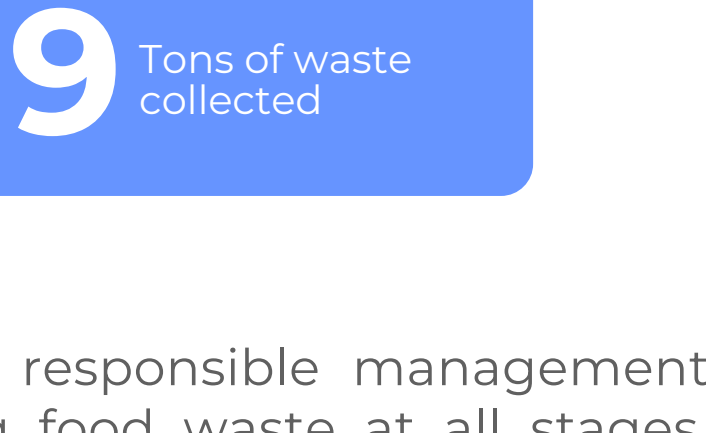 9
Tons of waste
collected
responsible management
food waste at all stages